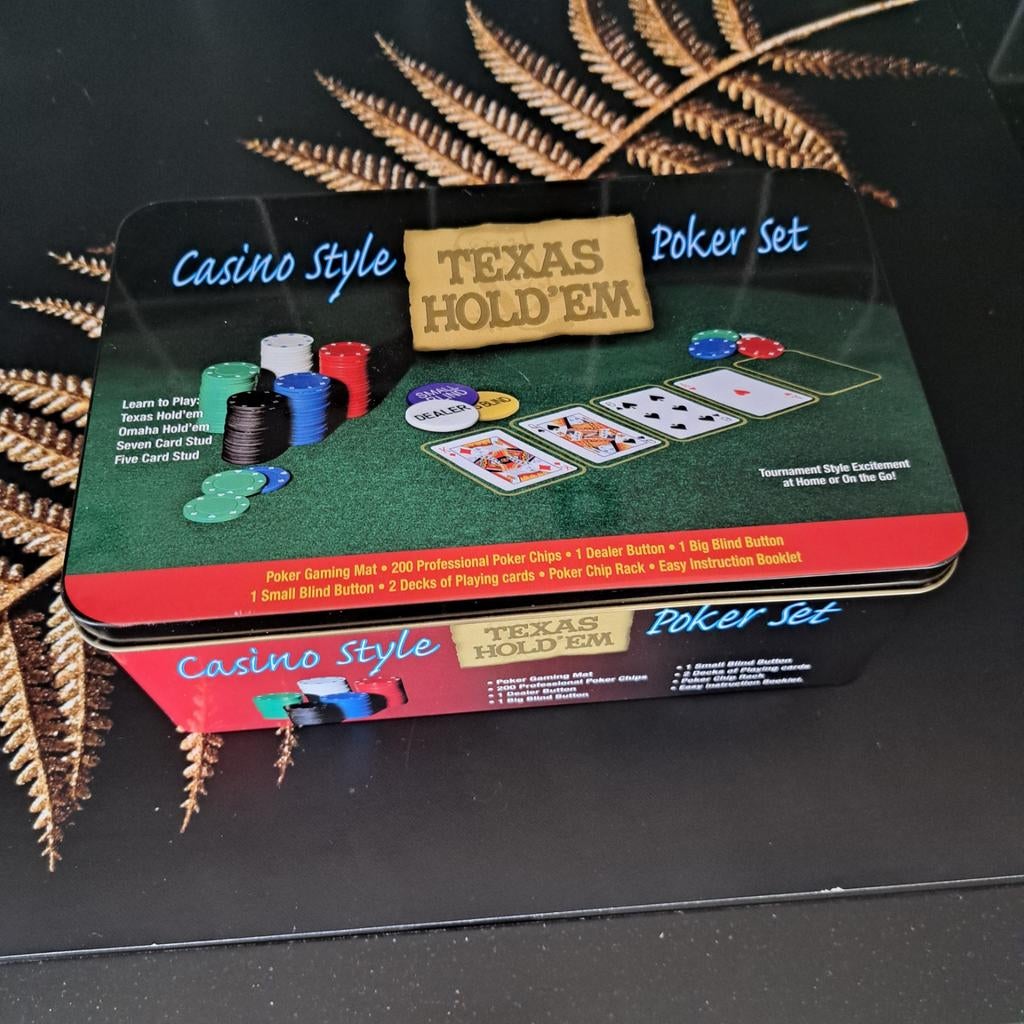 Casino Style
TEXAS
HOLD'EM
Poker Set
Learn to Play:
Texas Hold'em
Omaha Hold'em
Seven Card Stud
Five Card Stud
SMALL
BLIND
DEALER
BLIND
Tournament Style Excitement
at Home or On the Go!
Poker Gaming Mat • 200 Professional Poker Chips • 1 Dealer Button • 1 Big Blind Button
1 Small Blind Button • 2 Decks of Playing cards • Poker Chip Rack • Easy Instruction Booklet
Casino Style
TEXAS
HOLD'EM
Poker Set
• Poker Gaming Mat
• 200 Professional Poker Chips
• 1 Dealer Button
• 1 Big Blind Button
• 1 Small Blind Button
• 2 Decks of Playing cards
• Poker Chip Rack
• Easy Instruction Booklet